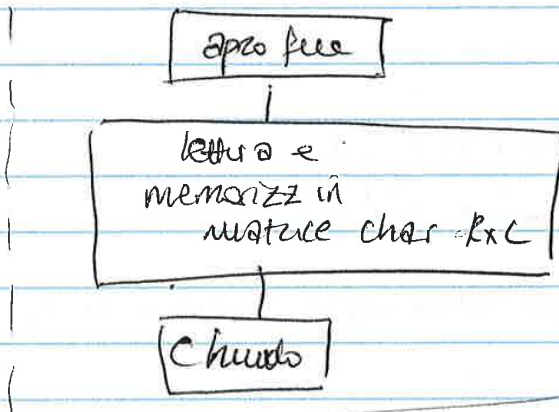 apro file
lettura e
memorizz in
matrice char RxC
Chiudo